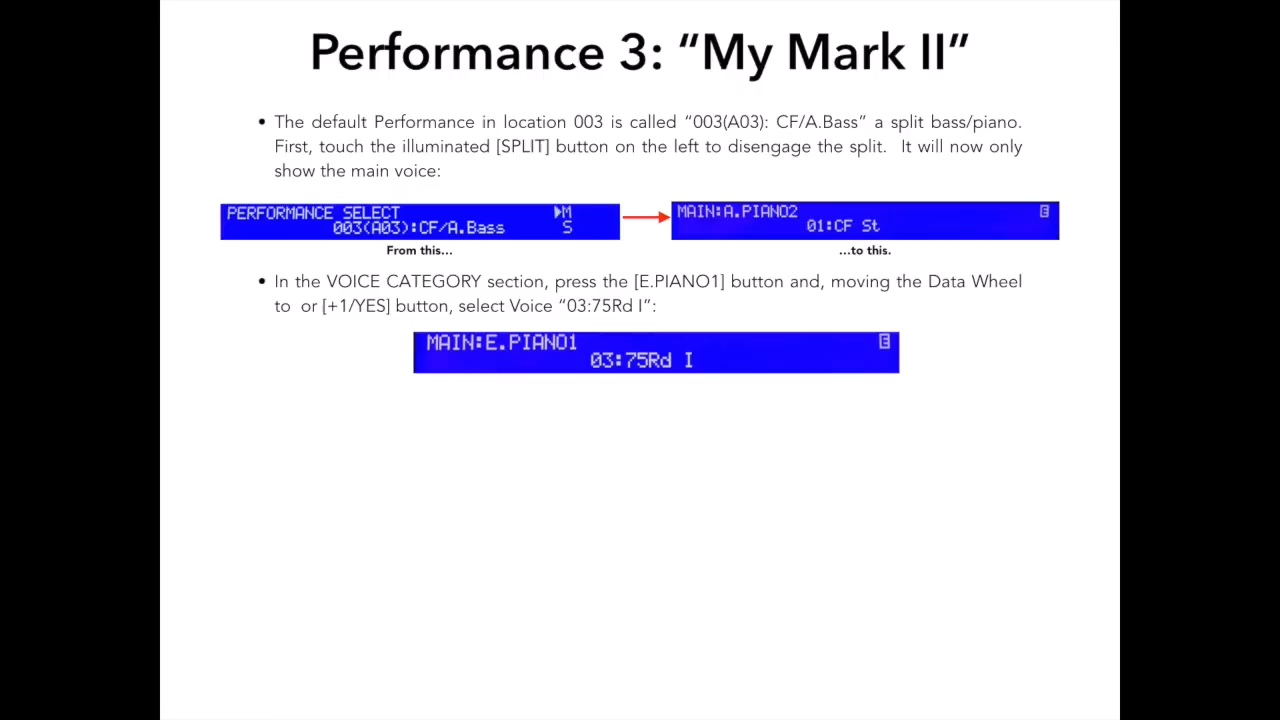 Performance 3: “My Mark II”
• The default Performance in location 003 is called “003(A03): CF/A.Bass” a split bass/piano.
First, touch the illuminated [SPLIT] button on the left to disengage the split. It will now only
show the main voice:
PERFORMANCE SELECT ▶M
003(A03):CF/A.Bass S
MAIN:A.PIANO2 E
01:CF St
From this...
...to this.
• In the VOICE CATEGORY section, press the [E.PIANO1] button and, moving the Data Wheel
to or [+1/YES] button, select Voice “03:75Rd I”:
MAIN:E.PIANO1 E
03:75Rd I